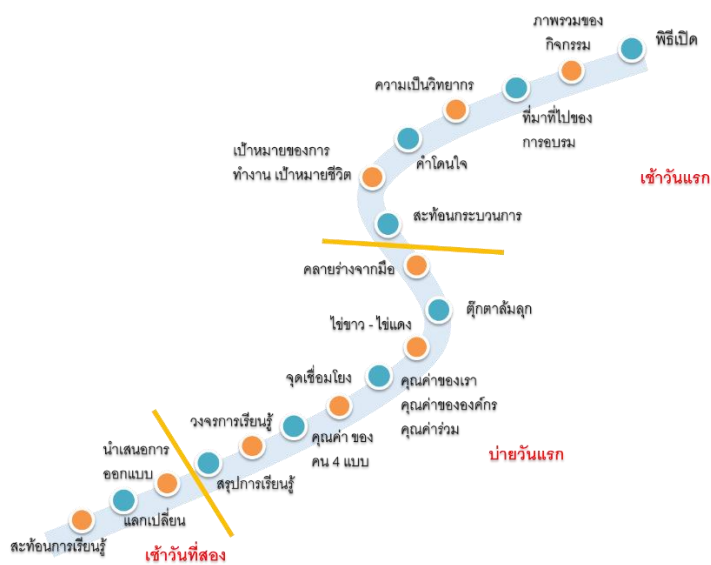 ภาพรวมของ
กิจกรรม
พิธีเปิด
ความเป็นวิทยากร
ที่มาที่ไปของ
การอบรม
เป้าหมายของการ
ทำงาน เป้าหมายชีวิต
คำโดนใจ
เช้าวันแรก
สะท้อนกระบวนการ
คลายร่างจากมือ
ตุ๊กตาล้มลุก
ไข่ขาว - ไข่แดง
จุดเชื่อมโยง
คุณค่าของเรา
คุณค่าขององค์กร
คุณค่าร่วม
วงจรการเรียนรู้
คุณค่า ของ
คน 4 แบบ
บ่ายวันแรก
นำเสนอการ
ออกแบบ
สรุปการเรียนรู้
แลกเปลี่ยน
สะท้อนการเรียนรู้
เช้าวันที่สอง